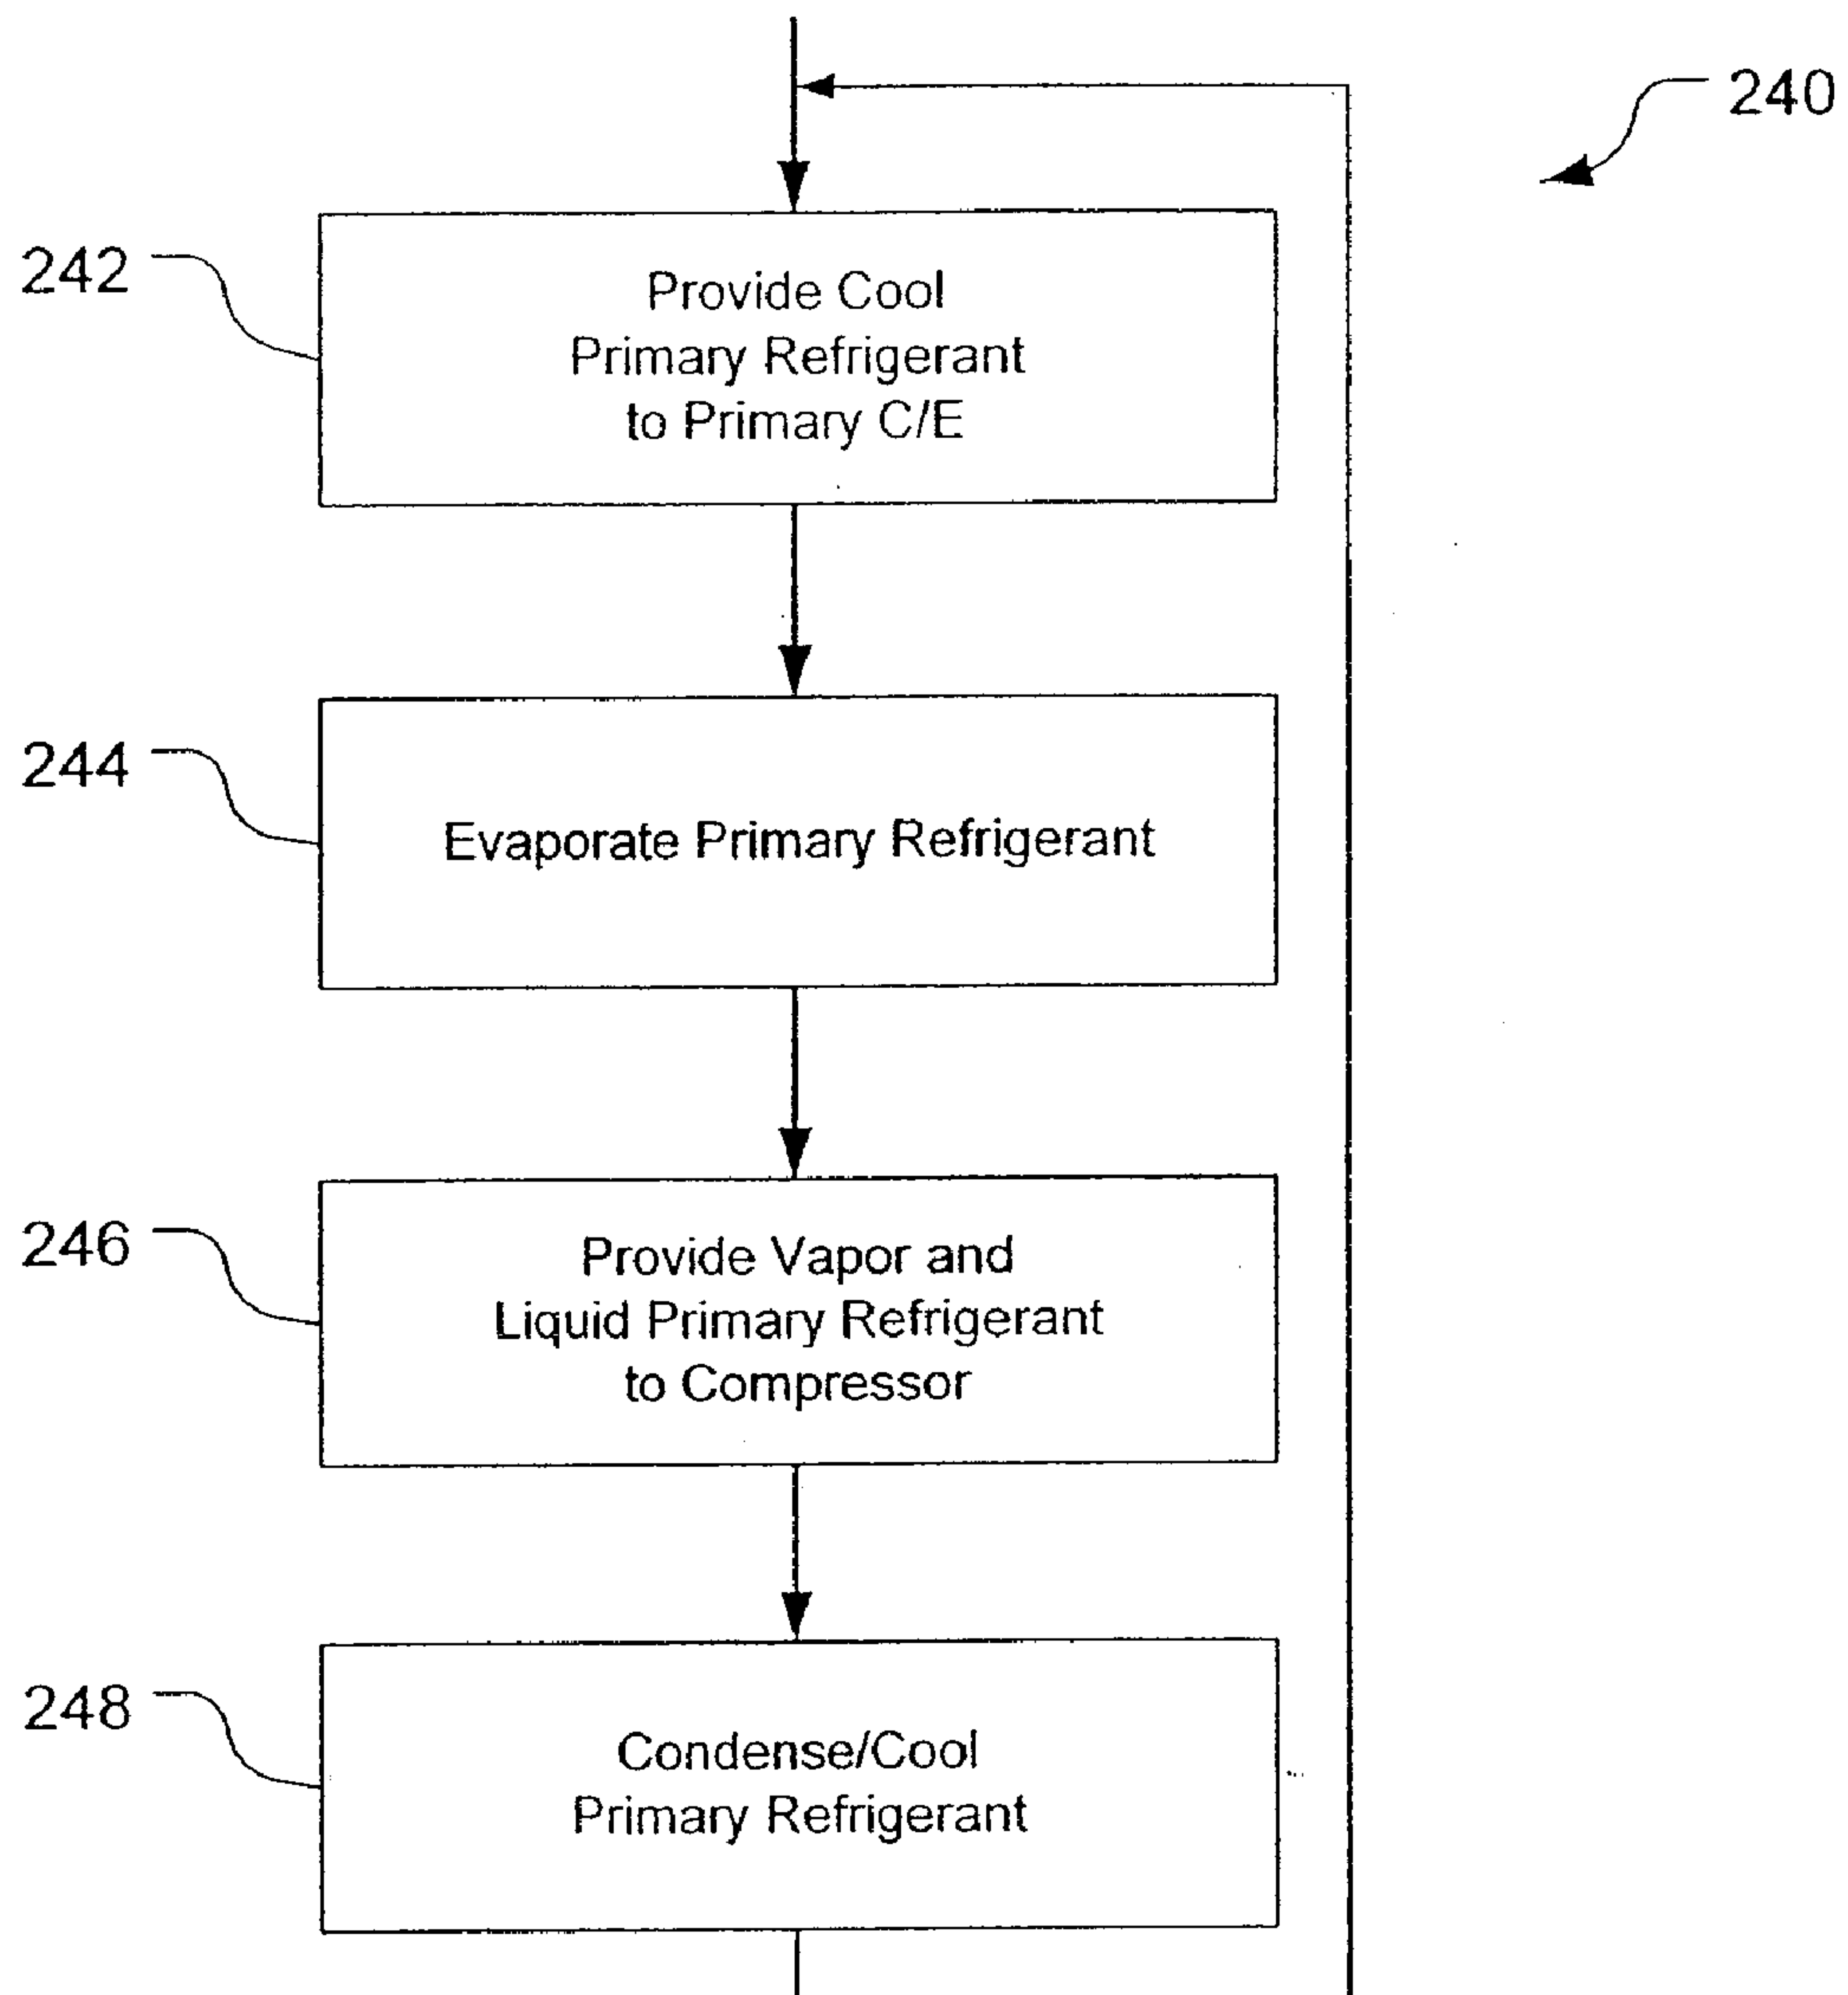 240
242
Provide Cool
Primary Refrigerant
to Primary C/E
244
Evaporate Primary Refrigerant
246
Provide Vapor and
Liquid Primary Refrigerant
to Compressor
248
Condense/Cool
Primary Refrigerant